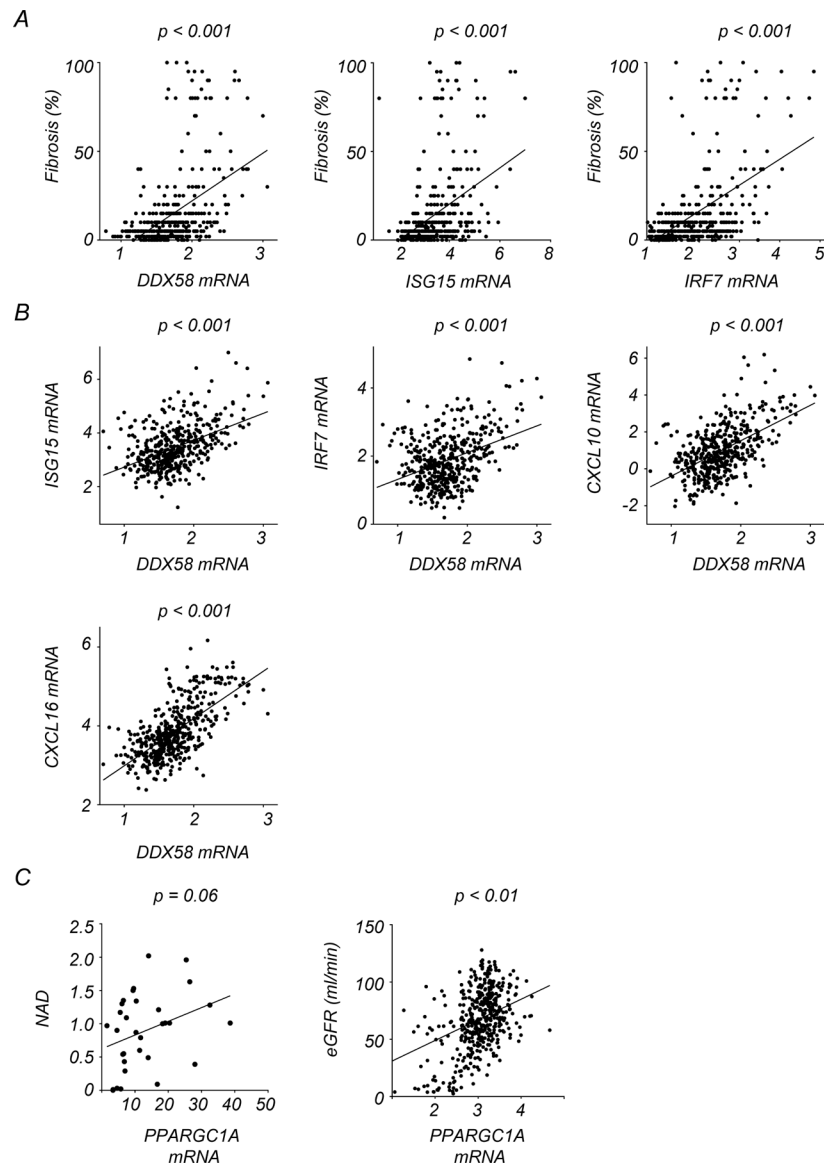 A
p < 0.001
p < 0.001
p < 0.001
Fibrosis (%)
100
50
0
1
2
3
DDX58 mRNA
Fibrosis (%)
100
50
0
2
4
6
8
ISG15 mRNA
Fibrosis (%)
100
50
0
1
2
3
4
5
IRF7 mRNA
B
p < 0.001
p < 0.001
p < 0.001
ISG15 mRNA
6
4
2
1
2
3
DDX58 mRNA
IRF7 mRNA
4
2
0
1
2
3
DDX58 mRNA
CXCL10 mRNA
6
4
2
0
-2
1
2
3
DDX58 mRNA
p < 0.001
CXCL16 mRNA
6
4
2
1
2
3
DDX58 mRNA
C
p = 0.06
p < 0.01
NAD
2.5
2.0
1.5
1.0
0.5
0
10
20
30
40
50
PPARGC1A
mRNA
eGFR (ml/min)
150
100
50
0
2
3
4
PPARGC1A
mRNA